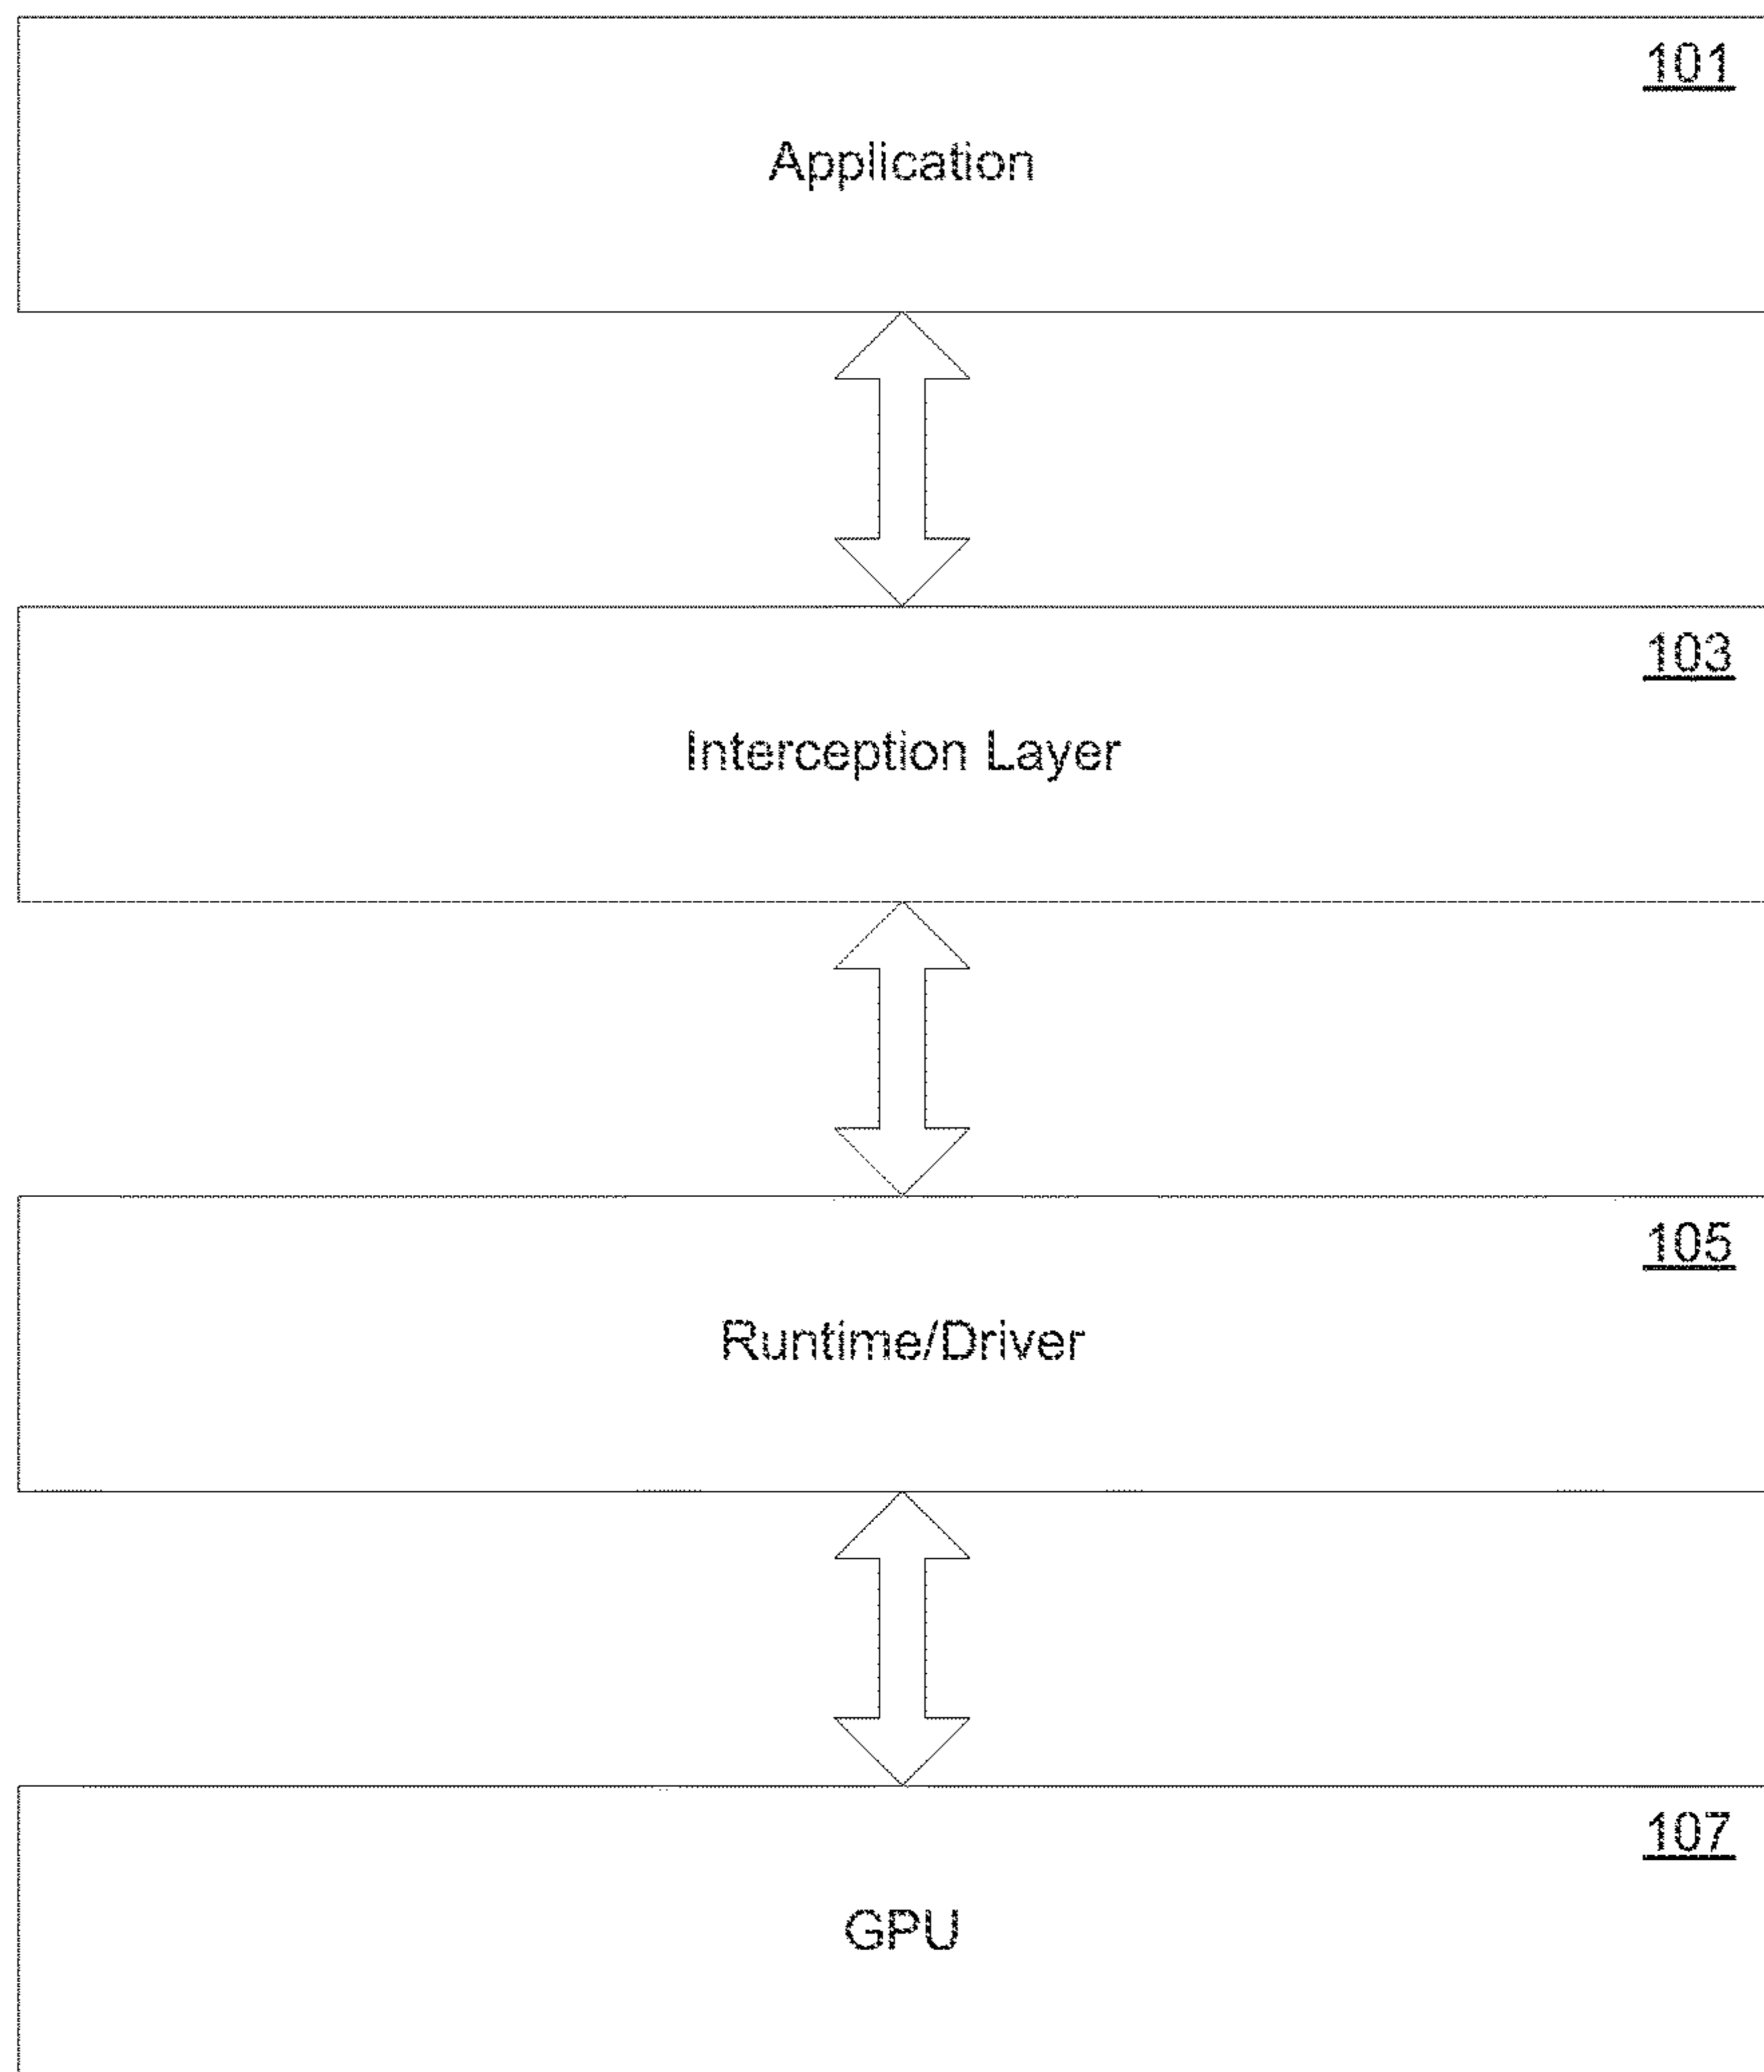 101
Application
103
Interception Layer
105
Runtime/Driver
107
GPU